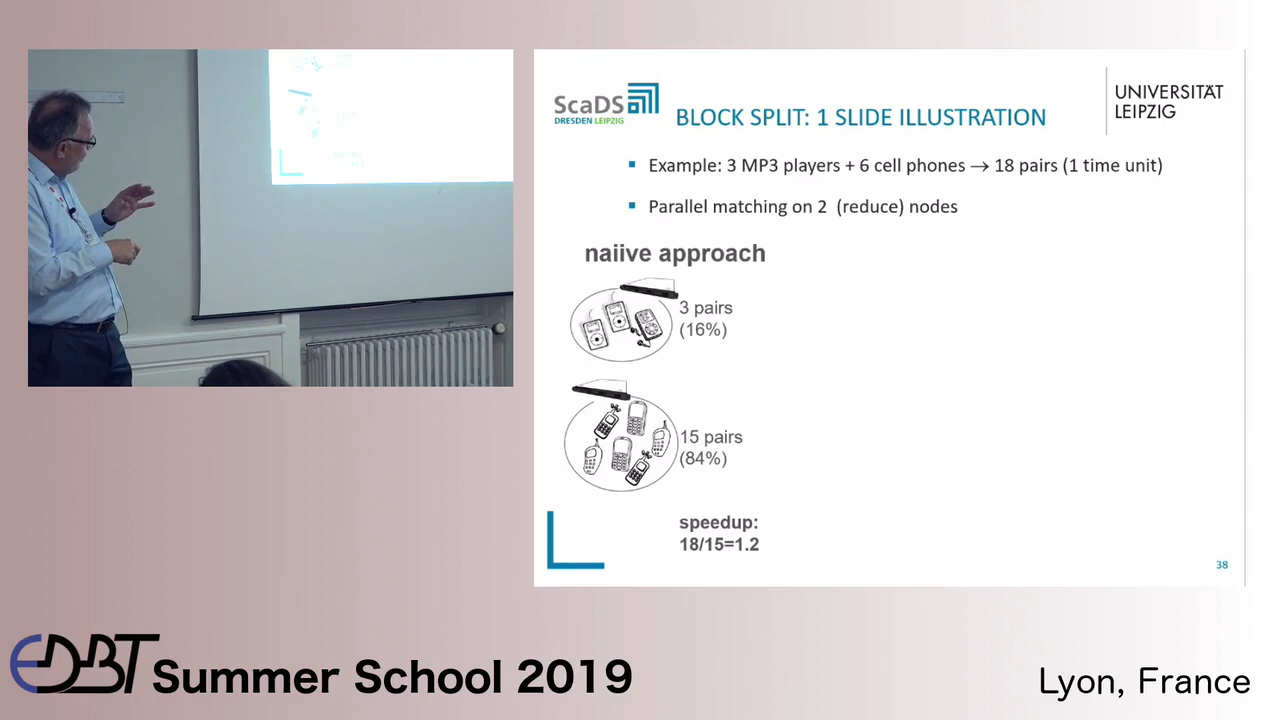 ScaDS
DRESDEN LEIPZIG
BLOCK SPLIT: 1 SLIDE ILLUSTRATION
UNIVERSITÄT
LEIPZIG
▪ Example: 3 MP3 players + 6 cell phones → 18 pairs (1 time unit)
▪ Parallel matching on 2 (reduce) nodes
naiive approach
3 pairs
(16%)
15 pairs
(84%)
speedup:
18/15=1.2
38
EDBT Summer School 2019
Lyon, France